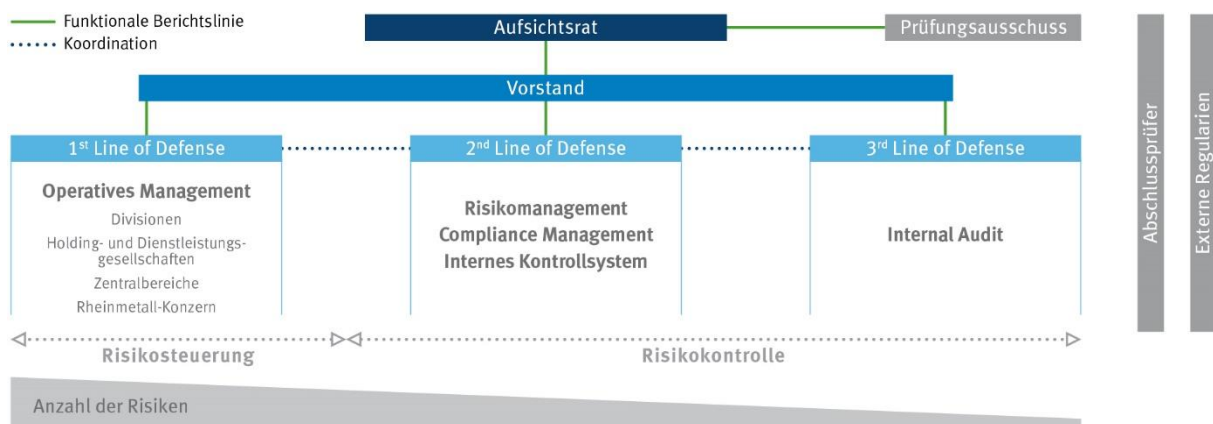 Funktionale Berichtslinie
Koordination
Aufsichtsrat
Prüfungsausschuss
Vorstand
1st Line of Defense
2nd Line of Defense
3rd Line of Defense
Operatives Management
Divisionen
Holding- und Dienstleistungs-
gesellschaften
Zentralbereiche
Rheinmetall-Konzern
Risikomanagement
Compliance Management
Internes Kontrollsystem
Internal Audit
Risikosteuerung
Risikokontrolle
Anzahl der Risiken
Abschlussprüfer
Externe Regularien